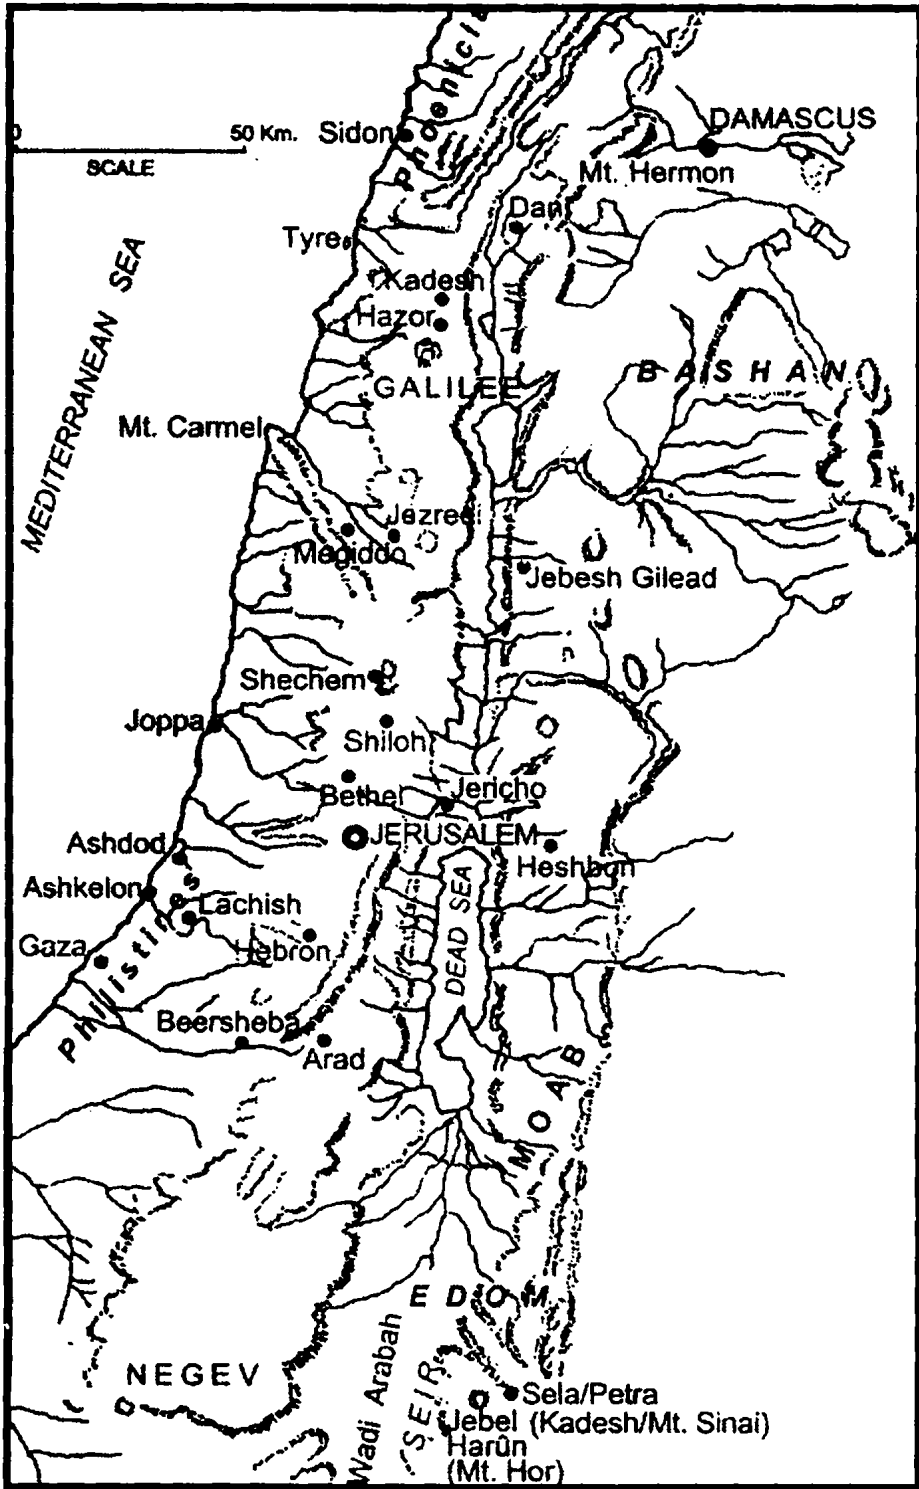 Phoenicia
0 50 Km.
SCALE
Sidon
DAMASCUS
Mt. Hermon
Dan
Tyre
MEDITERRANEAN SEA
Kadesh
Hazor
GALILEE
BASHAN
Mt. Carmel
Jezreel
Megiddo
Jebesh Gilead
Shechem
Joppa
Shiloh
Bethel
Jericho
JERUSALEM
Ashdod
Heshbon
Ashkelon
Lachish
DEAD SEA
Gaza
Hebron
Philistines
Beersheba
Arad
MOAB
EDOM
Wadi Arabah
NEGEV
SEIR
Sela/Petra
Jebel (Kadesh/Mt. Sinai)
Harûn
(Mt. Hor)